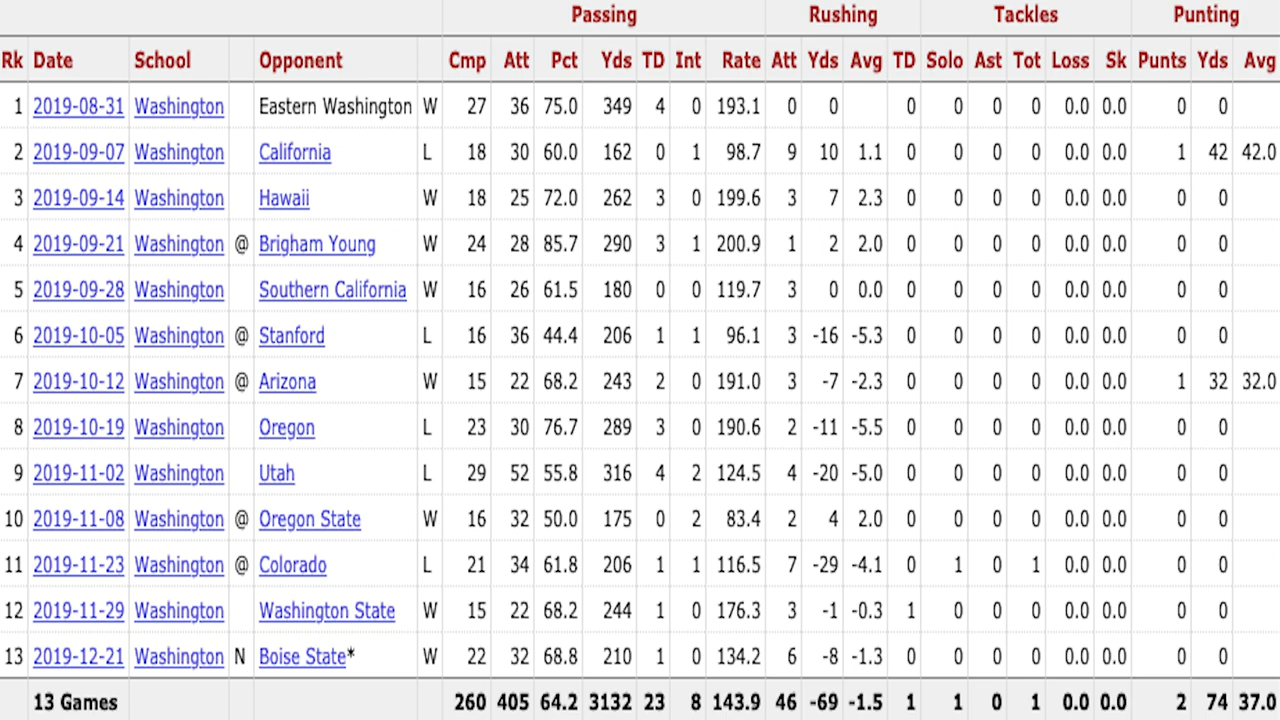 Passing Rushing Tackles Punting
Rk Date School Opponent Cmp Att Pct Yds TD Int Rate Att Yds Avg TD Solo Ast Tot Loss Sk Punts Yds Avg
1 2019-08-31 Washington Eastern Washington W 27 36 75.0 349 4 0 193.1 0 0 0 0 0 0 0.0 0.0 0 0
2 2019-09-07 Washington California L 18 30 60.0 162 0 1 98.7 9 10 1.1 0 0 0 0 0.0 0.0 1 42 42.0
3 2019-09-14 Washington Hawaii W 18 25 72.0 262 3 0 199.6 3 7 2.3 0 0 0 0 0.0 0.0 0 0
4 2019-09-21 Washington @ Brigham Young W 24 28 85.7 290 3 1 200.9 1 2 2.0 0 0 0 0 0.0 0.0 0 0
5 2019-09-28 Washington Southern California W 16 26 61.5 180 0 0 119.7 3 0 0.0 0 0 0 0 0.0 0.0 0 0
6 2019-10-05 Washington @ Stanford L 16 36 44.4 206 1 1 96.1 3 -16 -5.3 0 0 0 0 0.0 0.0 0 0
7 2019-10-12 Washington @ Arizona W 15 22 68.2 243 2 0 191.0 3 -7 -2.3 0 0 0 0 0.0 0.0 1 32 32.0
8 2019-10-19 Washington Oregon L 23 30 76.7 289 3 0 190.6 2 -11 -5.5 0 0 0 0 0.0 0.0 0 0
9 2019-11-02 Washington Utah L 29 52 55.8 316 4 2 124.5 4 -20 -5.0 0 0 0 0 0.0 0.0 0 0
10 2019-11-08 Washington @ Oregon State W 16 32 50.0 175 0 2 83.4 2 4 2.0 0 0 0 0 0.0 0.0 0 0
11 2019-11-23 Washington @ Colorado L 21 34 61.8 206 1 1 116.5 7 -29 -4.1 0 1 0 1 0.0 0.0 0 0
12 2019-11-29 Washington Washington State W 15 22 68.2 244 1 0 176.3 3 -1 -0.3 1 0 0 0 0.0 0.0 0 0
13 2019-12-21 Washington N Boise State* W 22 32 68.8 210 1 0 134.2 6 -8 -1.3 0 0 0 0 0.0 0.0 0 0
13 Games 260 405 64.2 3132 23 8 143.9 46 -69 -1.5 1 1 0 1 0.0 0.0 2 74 37.0